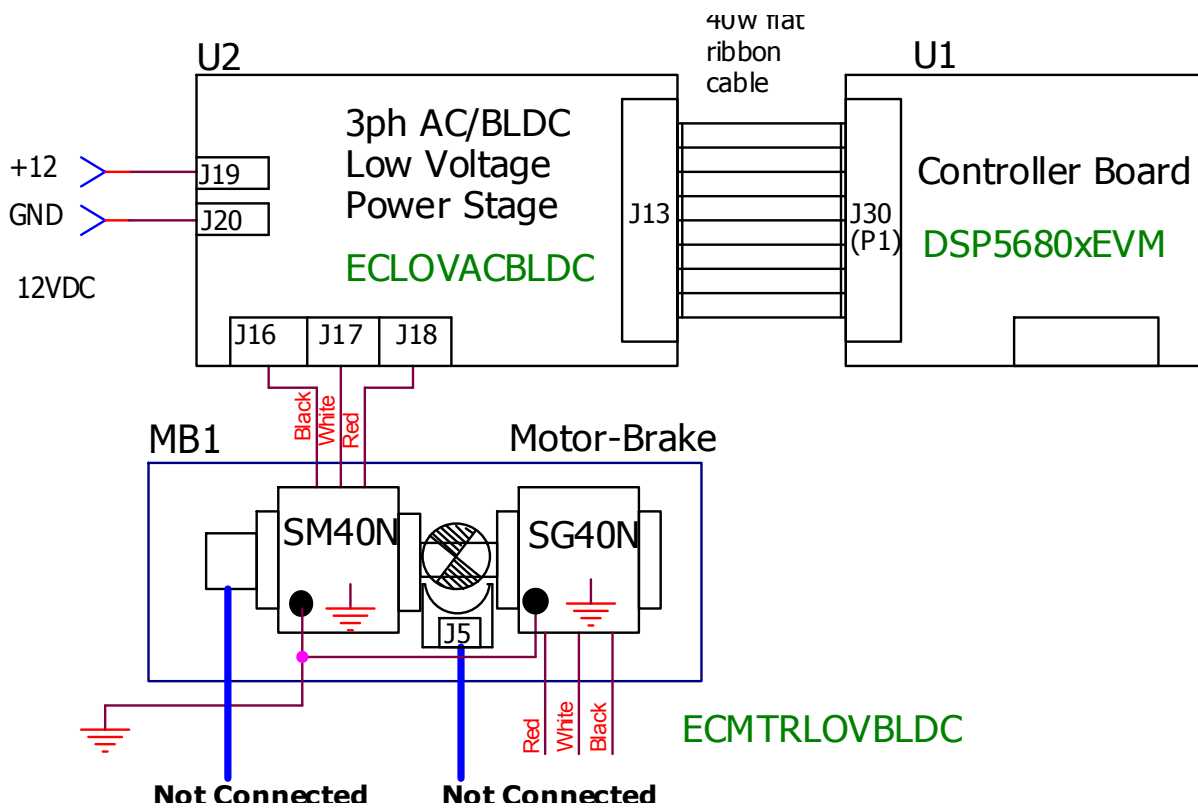 40w flat
ribbon
cable
U2
U1
3ph AC/BLDC
Low Voltage
Power Stage
ECLOVACBLDC
+12
GND
12VDC
J19
J20
J13
J30
(P1)
Controller Board
DSP5680xEVM
J16
J17
J18
Black
White
Red
MB1
Motor-Brake
SM40N
SG40N
J5
Red
White
Black
ECMTRLOVBLDC
Not Connected
Not Connected